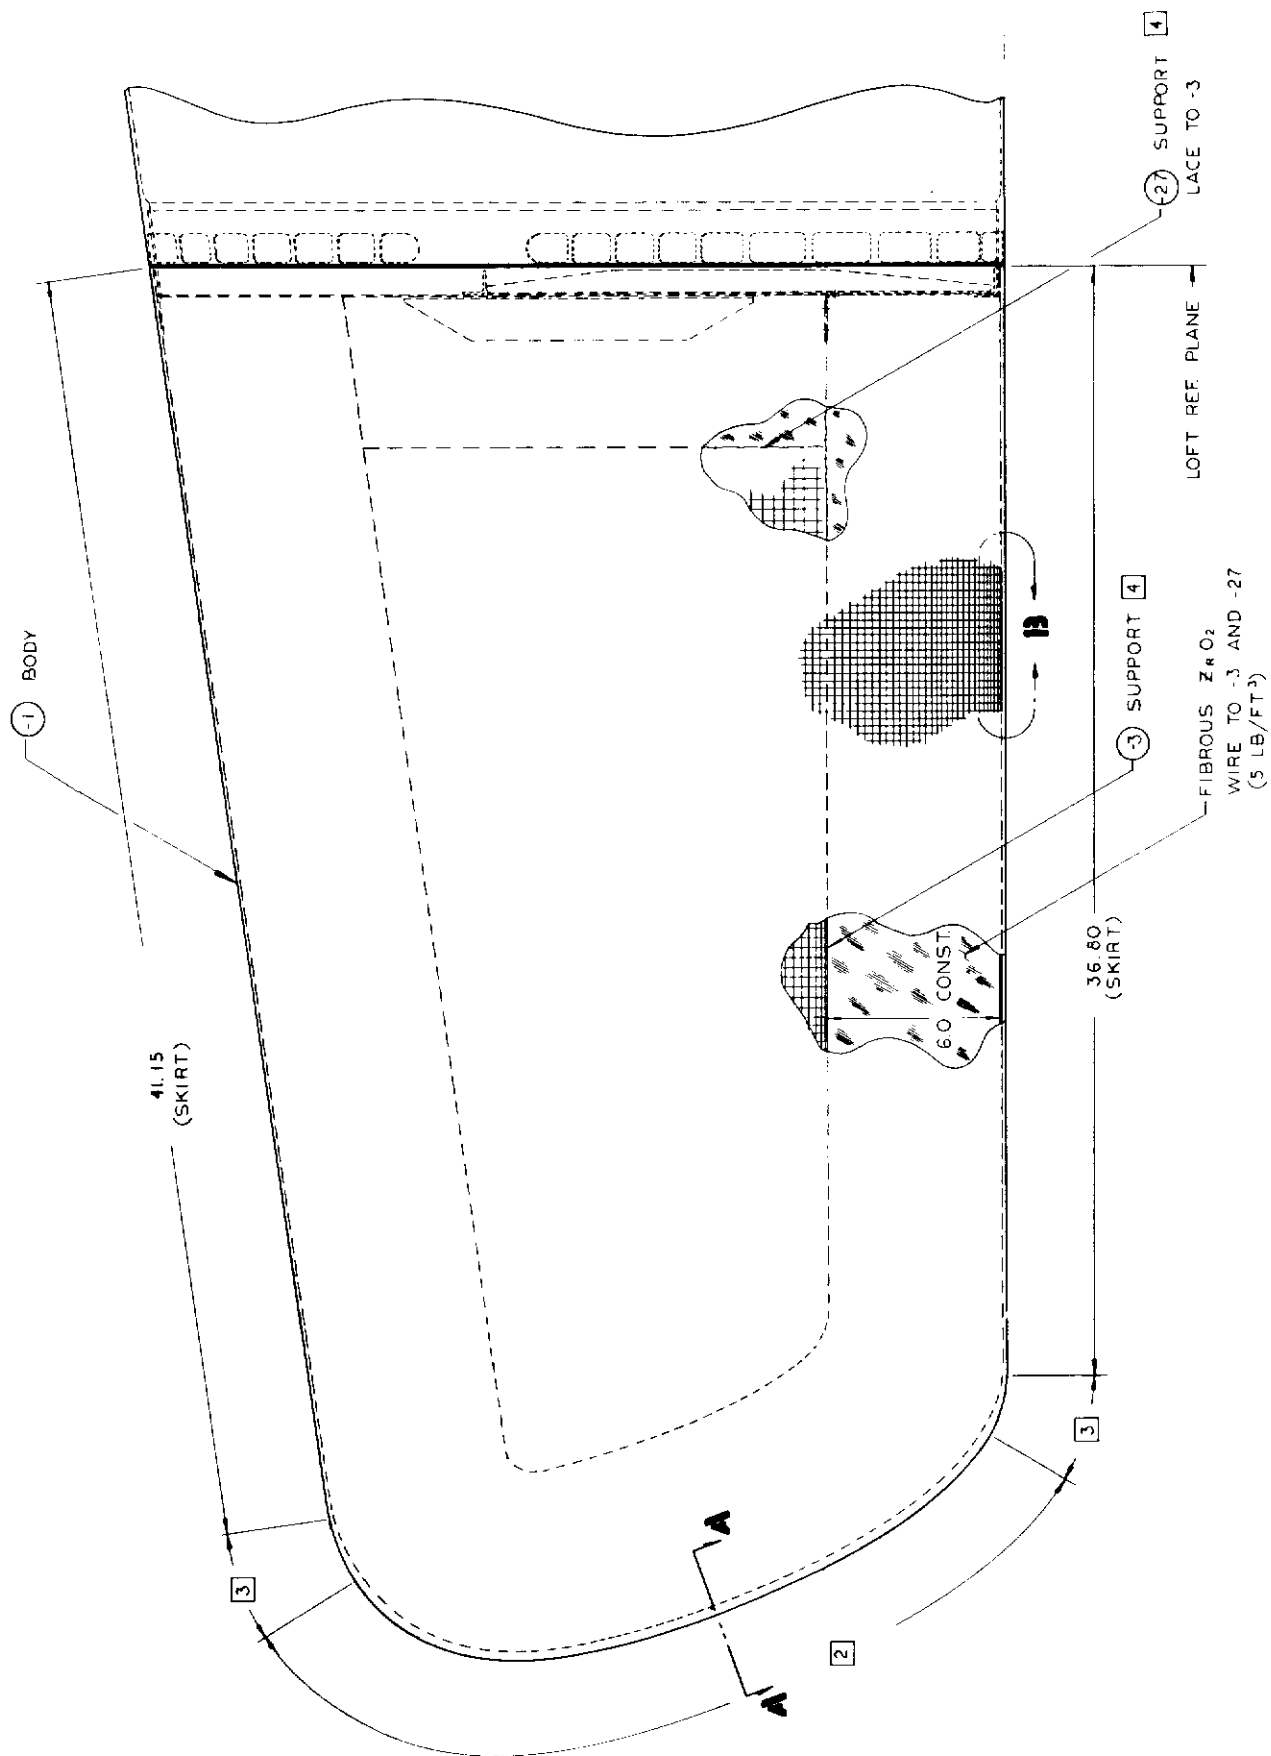 -1 BODY
41.15
(SKIRT)
3
2
3
A
A
-27 SUPPORT 4
LACE TO -3
LOFT REF. PLANE
B
-3 SUPPORT 4
FIBROUS ZRO2
WIRE TO -3 AND -27
(5 LB/FT3)
6.0 CONST.
36.80
(SKIRT)